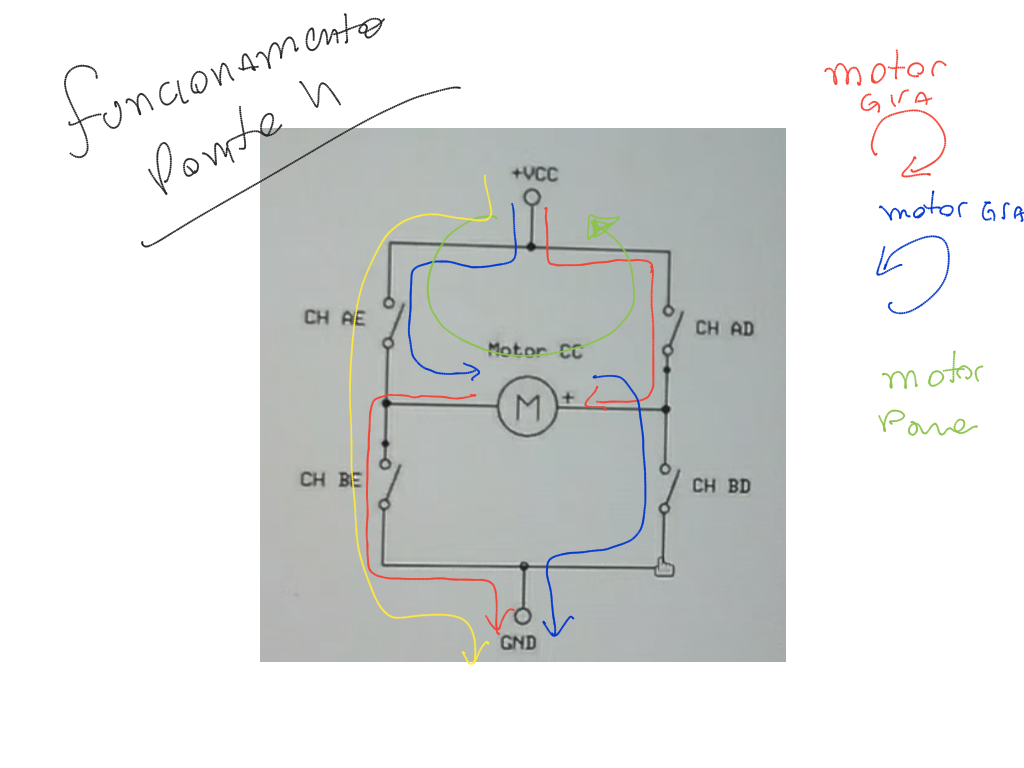 funcionamento
Ponte h
motor
Gira
motor Gira
motor
Para
+VCC
CH AE
CH AD
Motor CC
M
+
CH BE
CH BD
GND